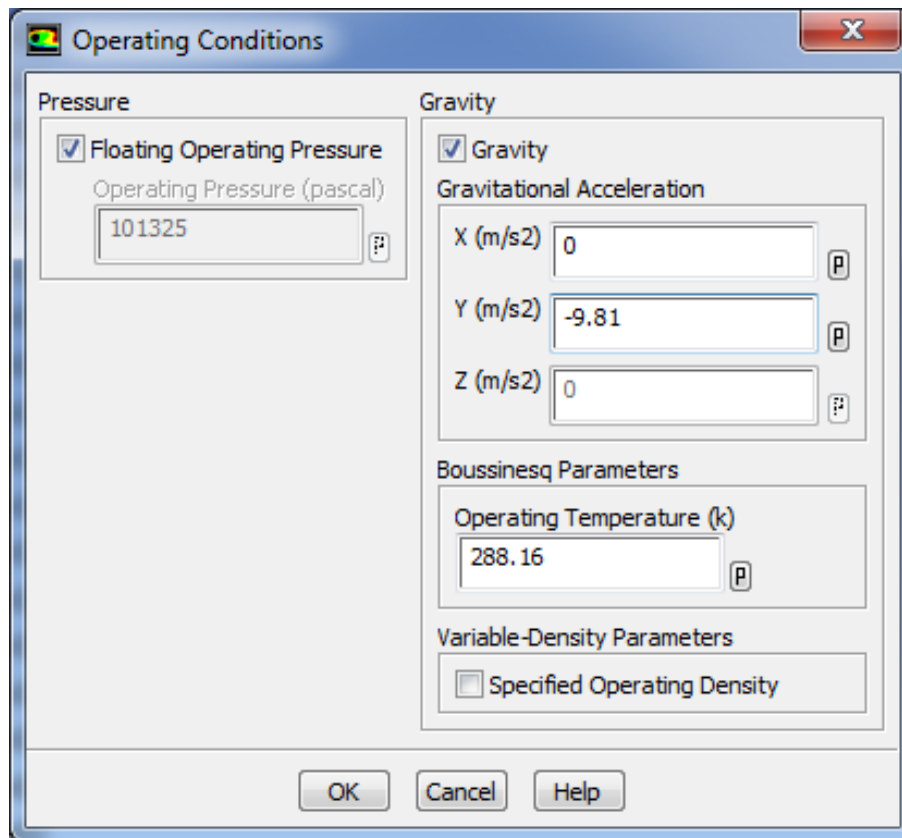 Operating Conditions
Pressure
Floating Operating Pressure
Operating Pressure (pascal)
101325
P
Gravity
Gravity
Gravitational Acceleration
X (m/s2)
0
P
Y (m/s2)
-9.81
P
Z (m/s2)
0
P
Boussinesq Parameters
Operating Temperature (k)
288.16
P
Variable-Density Parameters
Specified Operating Density
OK Cancel Help